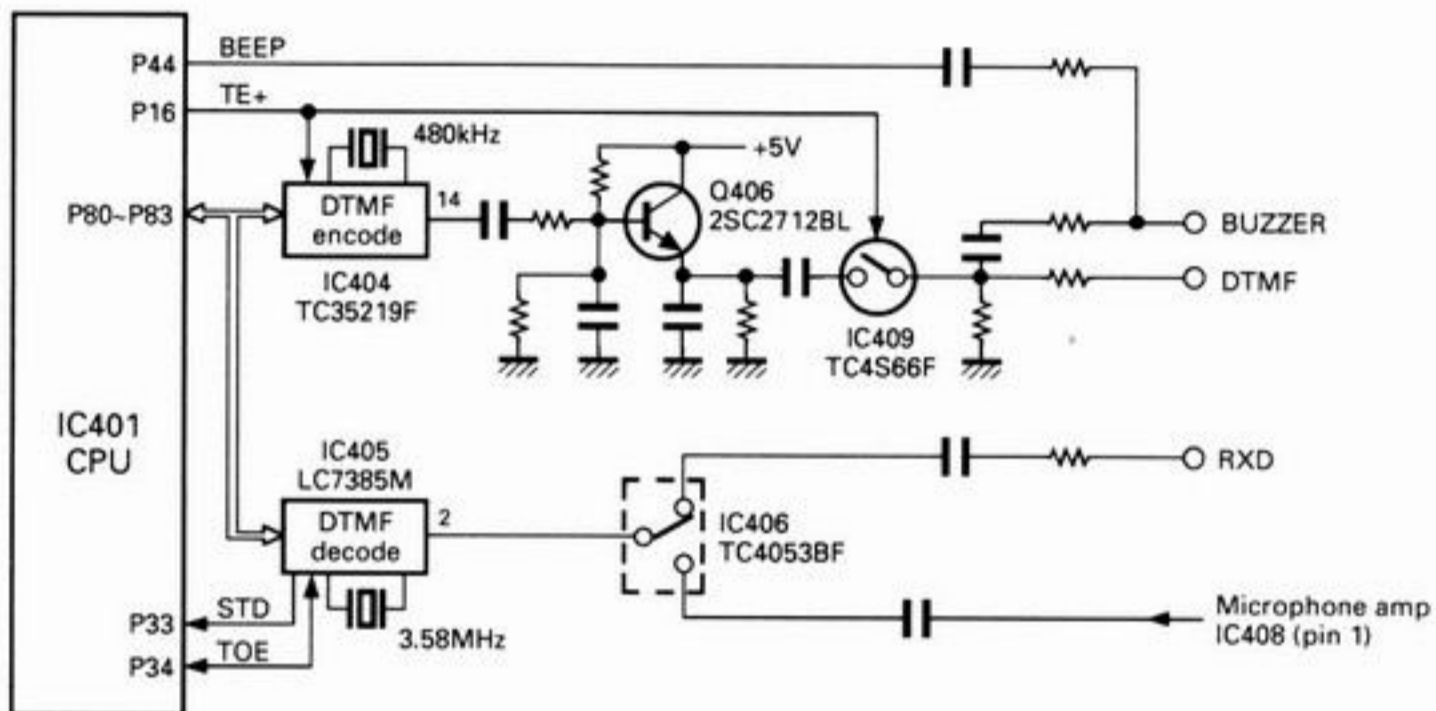 BEEP
P44
TE+
P16
480kHz
+5V
P80~P83
DTMF
encode
14
Q406
2SC2712BL
BUZZER
DTMF
IC404
TC35219F
IC409
TC4S66F
IC401
CPU
IC405
LC7385M
RXD
DTMF
decode
2
IC406
TC4053BF
STD
P33
3.58MHz
TOE
P34
Microphone amp
IC408 (pin 1)